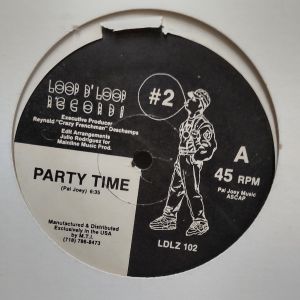 LOOP D' LOOP
RECORDS
#2
Executive Producer
Reynald "Crazy Frenchman" Deschamps
Edit Arrangements
Julio Rodriguez for
Mainline Music Prod.
A
PARTY TIME
(Pal Joey) 6:35
45 RPM
Pal Joey Music
ASCAP
Manufactured & Distributed
Exclusively in the USA
by M.T.I.
(718) 786-8473
LDLZ 102